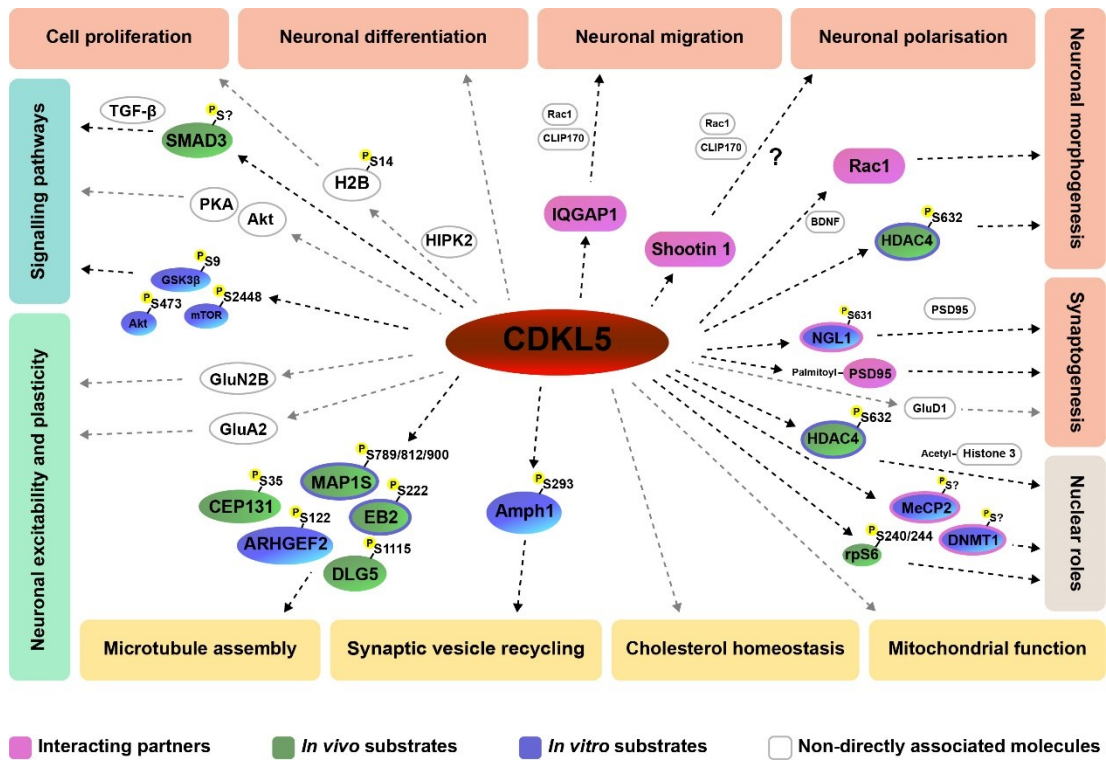 Cell proliferation
Neuronal differentiation
Neuronal migration
Neuronal polarisation
Neuronal morphogenesis
Signalling pathways
TGF-β
P
S?
SMAD3
P
S14
H2B
PKA
Akt
HIPK2
Rac1
CLIP170
IQGAP1
Rac1
CLIP170
?
Shootin 1
Rac1
BDNF
P
S632
HDAC4
P
S9
GSK3β
P
S473
Akt
P
S2448
mTOR
CDKL5
P
S631
NGL1
PSD95
Palmitoyl
PSD95
GluD1
Synaptogenesis
Neuronal excitability and plasticity
GluN2B
GluA2
P
S632
HDAC4
Acetyl
Histone 3
P
S?
MeCP2
P
S?
DNMT1
P
S240/244
rpS6
Nuclear roles
P
S789/812/900
MAP1S
P
S35
CEP131
P
S222
EB2
P
S122
ARHGEF2
P
S1115
DLG5
P
S293
Amph1
Microtubule assembly
Synaptic vesicle recycling
Cholesterol homeostasis
Mitochondrial function
Interacting partners
In vivo substrates
In vitro substrates
Non-directly associated molecules